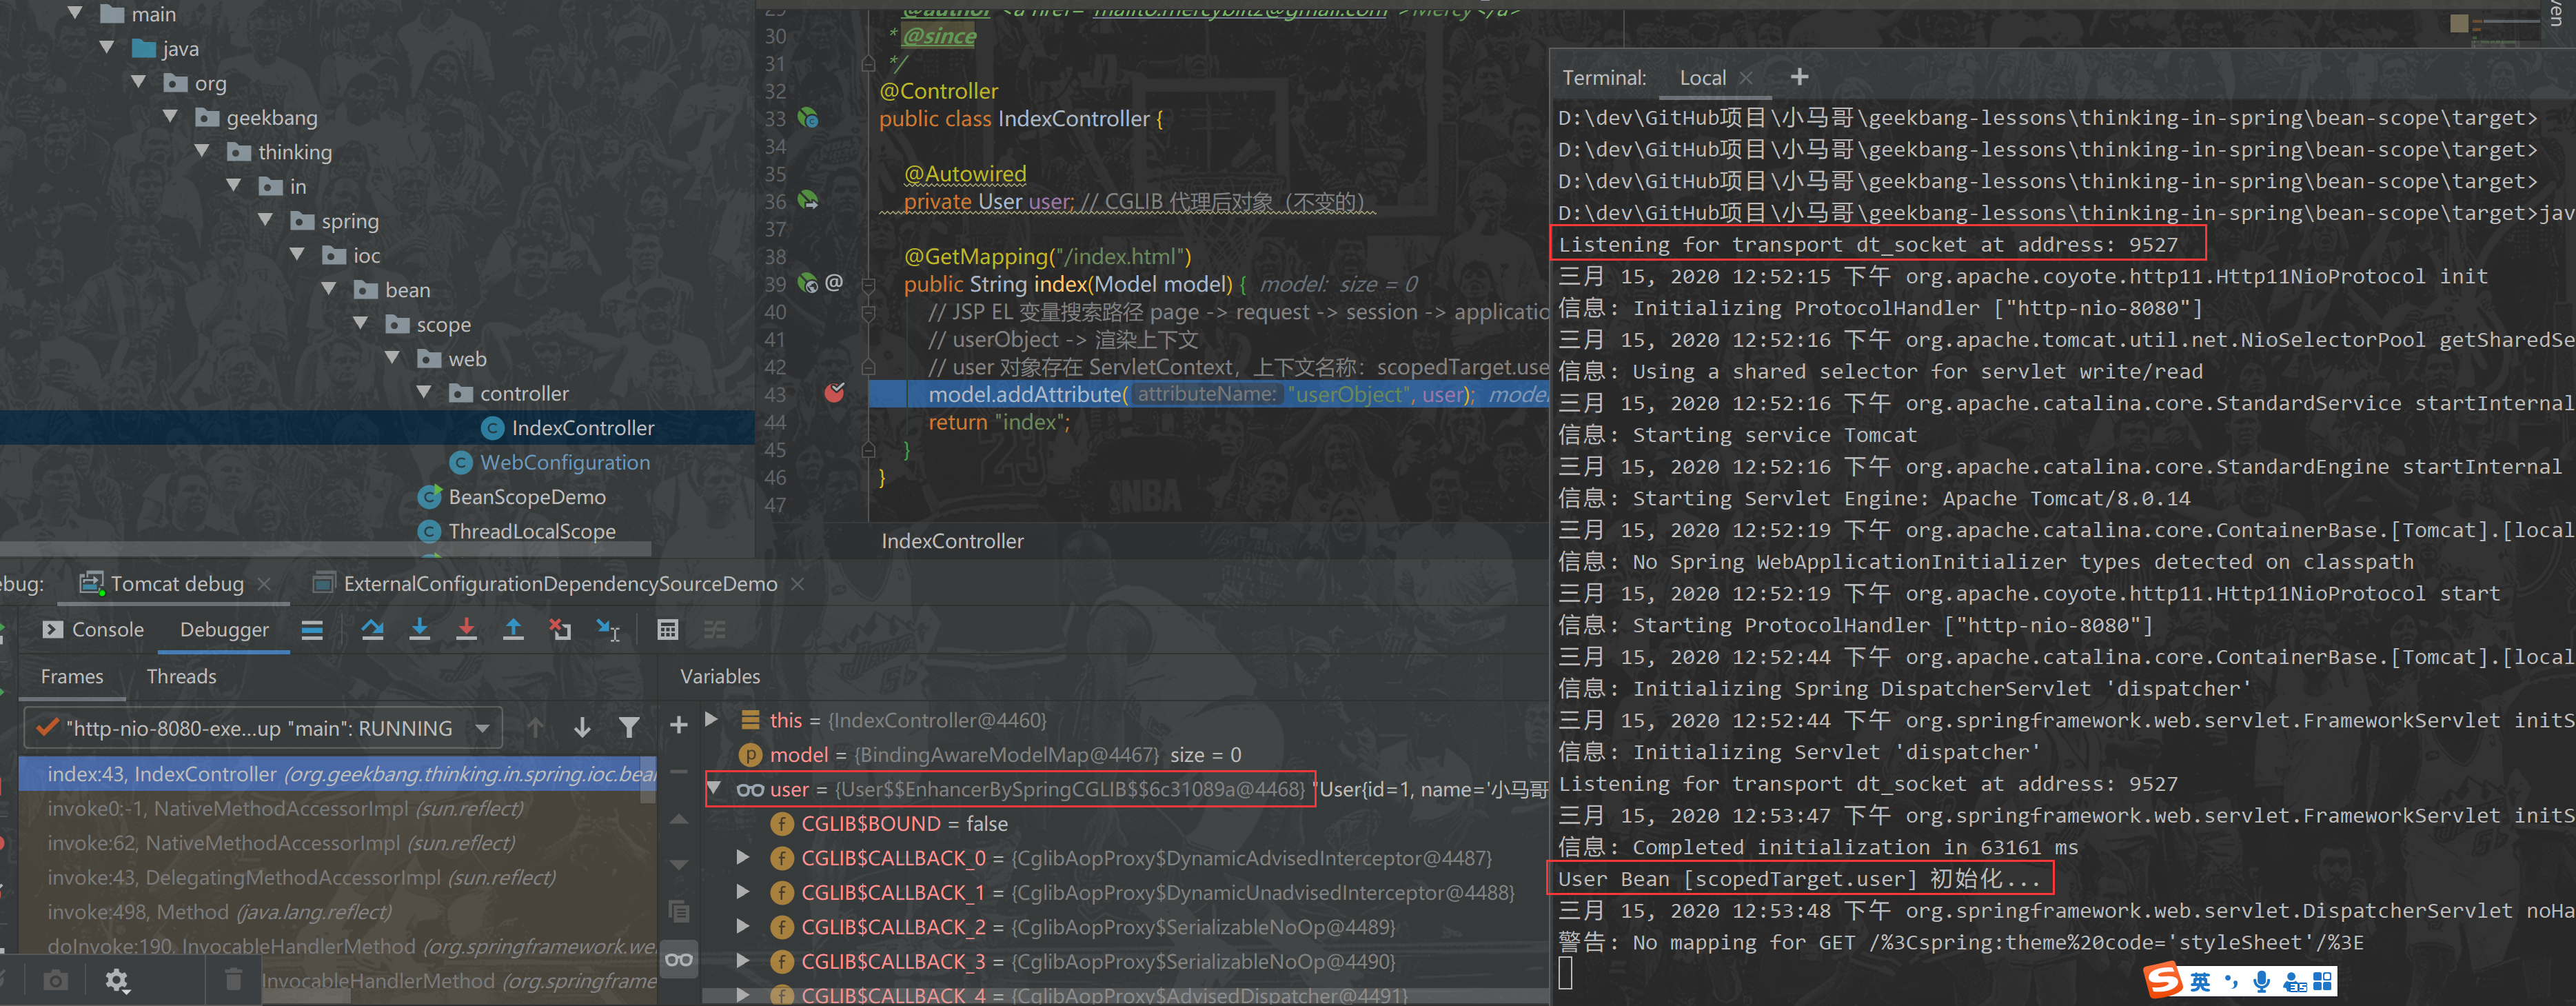 main
java
org
geekbang
thinking
in
spring
ioc
bean
scope
web
controller
IndexController
WebConfiguration
BeanScopeDemo
ThreadLocalScope
29 @author <a href="mailto:mercyblitz@gmail.com">Mercy</a>
30 * @since
31 */
32 @Controller
33 public class IndexController {
34
35 @Autowired
36 private User user; // CGLIB 代理后对象（不变的）
37
38 @GetMapping("/index.html")
39 @ public String index(Model model) { model: size = 0
40 // JSP EL 变量搜索路径 page -> request -> session -> applicatio
41 // userObject -> 渲染上下文
42 // user 对象存在 ServletContext，上下文名称：scopedTarget.use
43 model.addAttribute( attributeName: "userObject", user); model
44 return "index";
45 }
46 }
47
IndexController
Terminal: Local × +
D:\dev\GitHub项目\小马哥\geekbang-lessons\thinking-in-spring\bean-scope\target>
D:\dev\GitHub项目\小马哥\geekbang-lessons\thinking-in-spring\bean-scope\target>
D:\dev\GitHub项目\小马哥\geekbang-lessons\thinking-in-spring\bean-scope\target>
D:\dev\GitHub项目\小马哥\geekbang-lessons\thinking-in-spring\bean-scope\target>jav
Listening for transport dt_socket at address: 9527
三月 15, 2020 12:52:15 下午 org.apache.coyote.http11.Http11NioProtocol init
信息: Initializing ProtocolHandler ["http-nio-8080"]
三月 15, 2020 12:52:16 下午 org.apache.tomcat.util.net.NioSelectorPool getSharedSe
信息: Using a shared selector for servlet write/read
三月 15, 2020 12:52:16 下午 org.apache.catalina.core.StandardService startInternal
信息: Starting service Tomcat
三月 15, 2020 12:52:16 下午 org.apache.catalina.core.StandardEngine startInternal
信息: Starting Servlet Engine: Apache Tomcat/8.0.14
三月 15, 2020 12:52:19 下午 org.apache.catalina.core.ContainerBase.[Tomcat].[local
信息: No Spring WebApplicationInitializer types detected on classpath
三月 15, 2020 12:52:19 下午 org.apache.coyote.http11.Http11NioProtocol start
信息: Starting ProtocolHandler ["http-nio-8080"]
三月 15, 2020 12:52:44 下午 org.apache.catalina.core.ContainerBase.[Tomcat].[local
信息: Initializing Spring DispatcherServlet 'dispatcher'
三月 15, 2020 12:52:44 下午 org.springframework.web.servlet.FrameworkServlet initS
信息: Initializing Servlet 'dispatcher'
Listening for transport dt_socket at address: 9527
三月 15, 2020 12:53:47 下午 org.springframework.web.servlet.FrameworkServlet initS
信息: Completed initialization in 63161 ms
User Bean [scopedTarget.user] 初始化...
三月 15, 2020 12:53:48 下午 org.springframework.web.servlet.DispatcherServlet noHa
警告: No mapping for GET /%3Cspring:theme%20code='styleSheet'/%3E
ebug: Tomcat debug × ExternalConfigurationDependencySourceDemo ×
Console Debugger
Frames Threads
"http-nio-8080-exe...up "main": RUNNING
index:43, IndexController (org.geekbang.thinking.in.spring.ioc.bea
invoke0:-1, NativeMethodAccessorImpl (sun.reflect)
invoke:62, NativeMethodAccessorImpl (sun.reflect)
invoke:43, DelegatingMethodAccessorImpl (sun.reflect)
invoke:498, Method (java.lang.reflect)
doInvoke:190, InvocableHandlerMethod (org.springframework.we
InvocableHandlerMethod (org.springframe
Variables
this = {IndexController@4460}
model = {BindingAwareModelMap@4467} size = 0
user = {User$$EnhancerBySpringCGLIB$$6c31089a@4468} "User{id=1, name='小马哥
CGLIB$BOUND = false
CGLIB$CALLBACK_0 = {CglibAopProxy$DynamicAdvisedInterceptor@4487}
CGLIB$CALLBACK_1 = {CglibAopProxy$DynamicUnadvisedInterceptor@4488}
CGLIB$CALLBACK_2 = {CglibAopProxy$SerializableNoOp@4489}
CGLIB$CALLBACK_3 = {CglibAopProxy$SerializableNoOp@4490}
CGLIB$CALLBACK_4 = {CglibAopProxy$AdvisedDispatcher@4491}
英